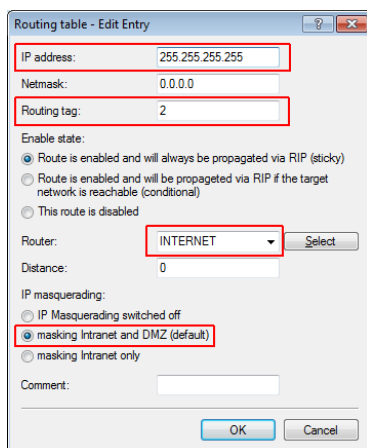 Routing table - Edit Entry
IP address: 255.255.255.255
Netmask: 0.0.0.0
Routing tag: 2
Enable state:
Route is enabled and will always be propagated via RIP (sticky)
Route is enabled and will be propageted via RIP if the target
network is reachable (conditional)
This route is disabled
Router: INTERNET Select
Distance: 0
IP masquerading:
IP Masquerading switched off
masking Intranet and DMZ (default)
masking Intranet only
Comment:
OK Cancel